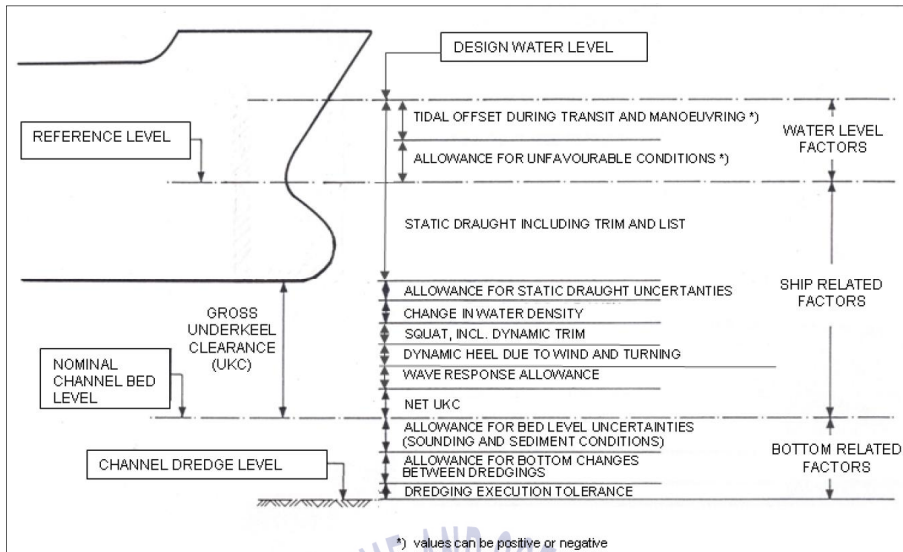 DESIGN WATER LEVEL
TIDAL OFFSET DURING TRANSIT AND MANOEUVRING *)
WATER LEVEL
FACTORS
REFERENCE LEVEL
ALLOWANCE FOR UNFAVOURABLE CONDITIONS *)
STATIC DRAUGHT INCLUDING TRIM AND LIST
SHIP RELATED
FACTORS
GROSS
UNDERKEEL
CLEARANCE
(UKC)
ALLOWANCE FOR STATIC DRAUGHT UNCERTANTIES
CHANGE IN WATER DENSITY
SQUAT, INCL. DYNAMIC TRIM
DYNAMIC HEEL DUE TO WIND AND TURNING
WAVE RESPONSE ALLOWANCE
NET UKC
NOMINAL
CHANNEL BED
LEVEL
ALLOWANCE FOR BED LEVEL UNCERTAINTIES
(SOUNDING AND SEDIMENT CONDITIONS)
ALLOWANCE FOR BOTTOM CHANGES
BETWEEN DREDGINGS
DREDGING EXECUTION TOLERANCE
BOTTOM RELATED
FACTORS
CHANNEL DREDGE LEVEL
*) values can be positive or negative